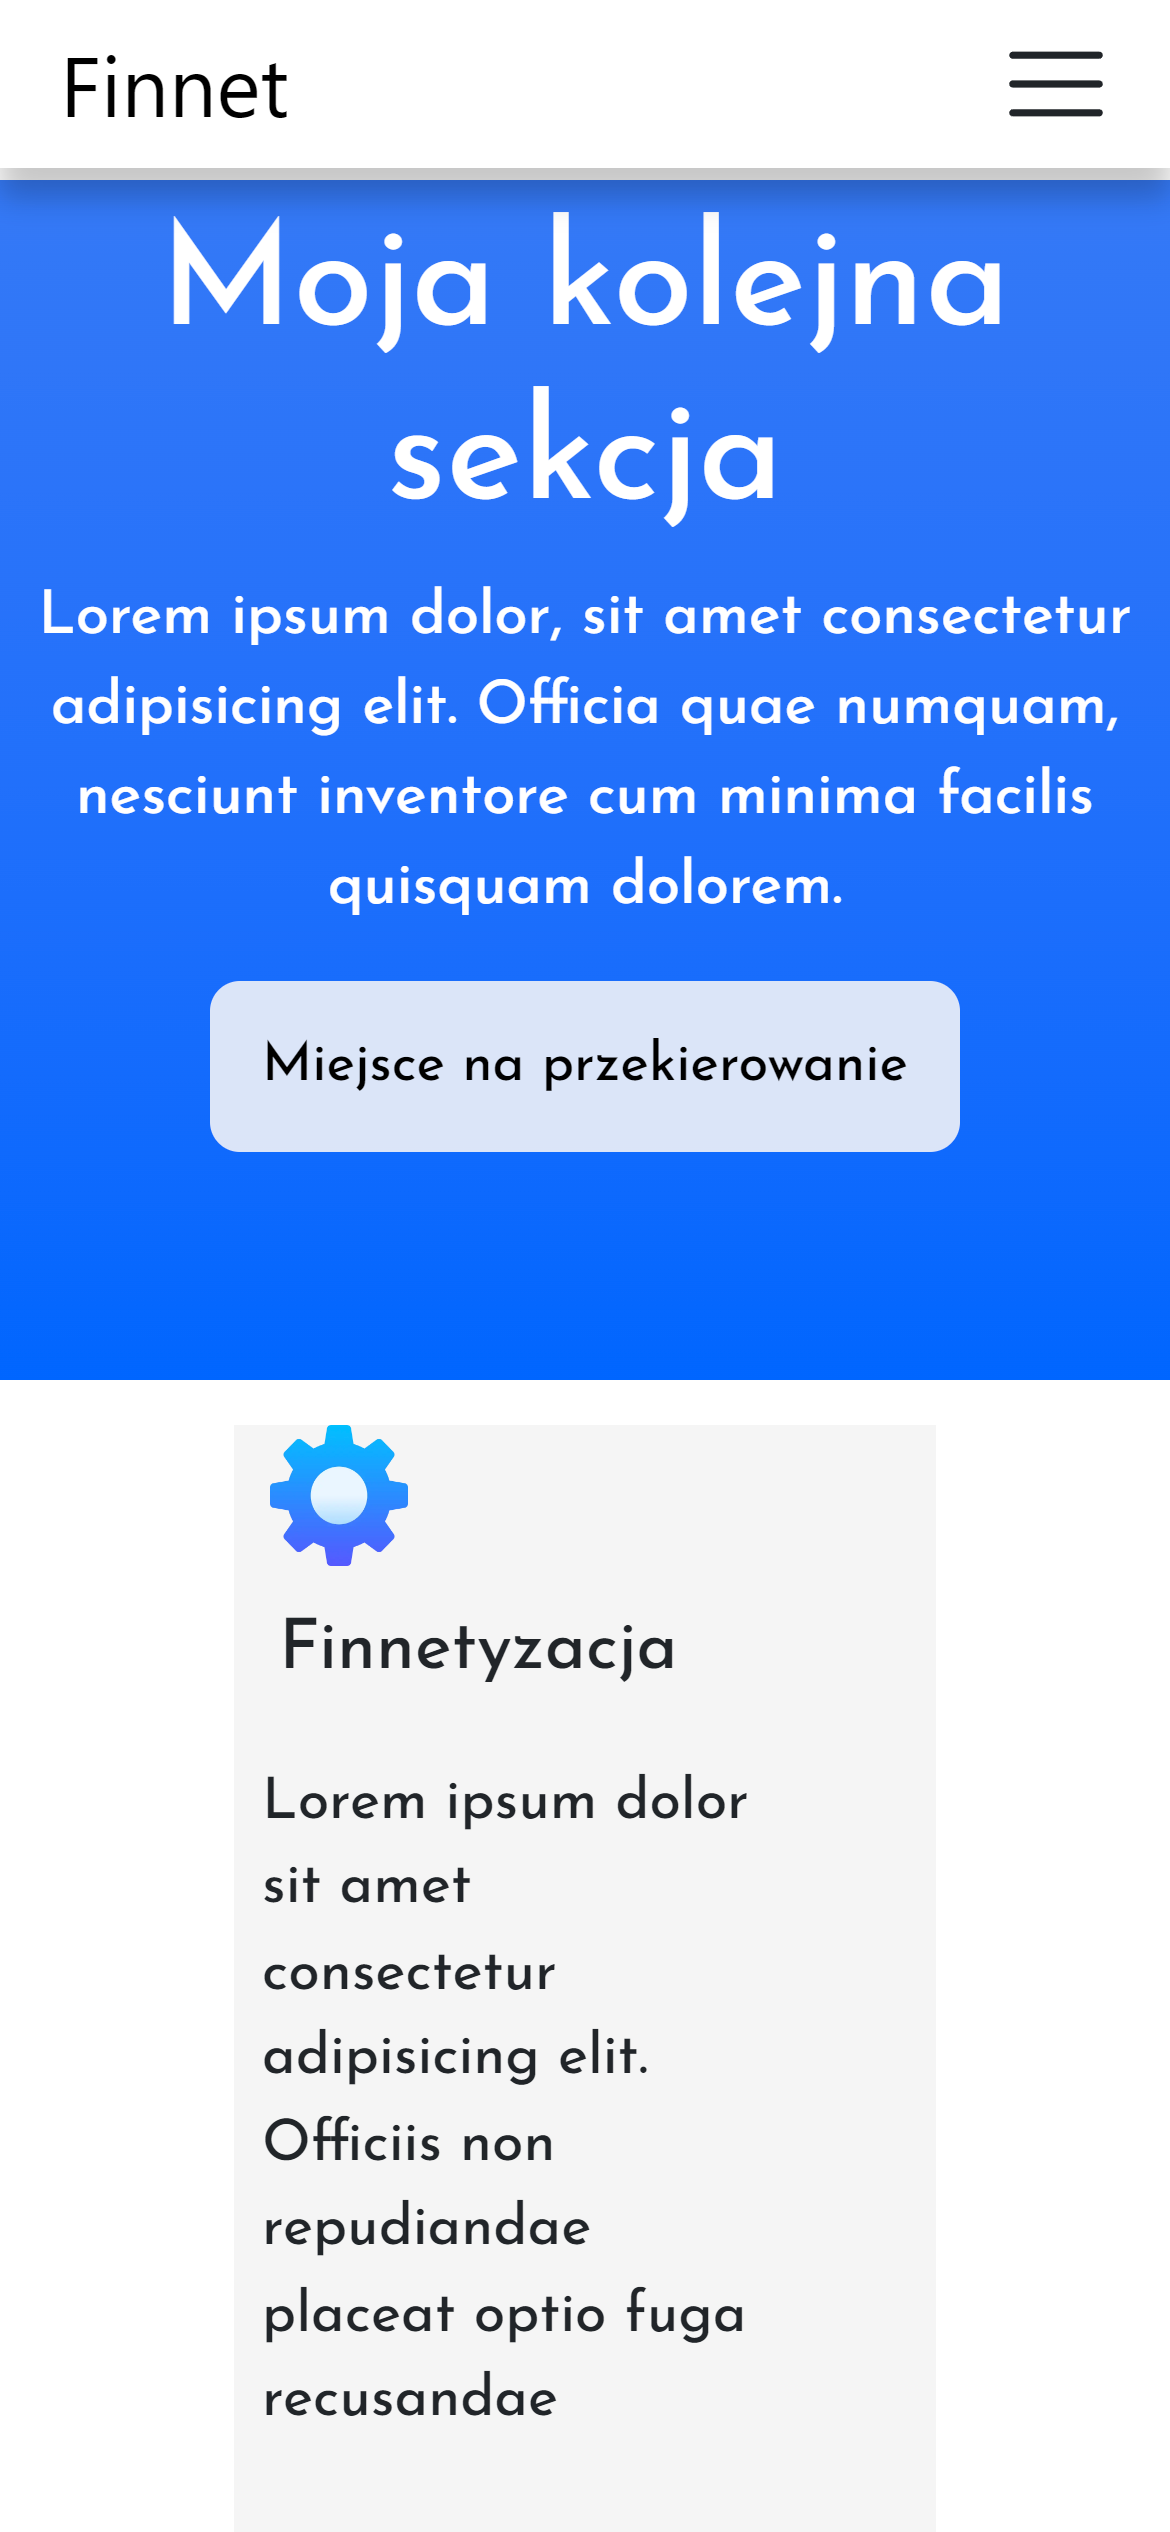 Finnet
Moja kolejna
sekcja
Lorem ipsum dolor, sit amet consectetur
adipisicing elit. Officia quae numquam,
nesciunt inventore cum minima facilis
quisquam dolorem.
Miejsce na przekierowanie
Finnetyzacja
Lorem ipsum dolor
sit amet
consectetur
adipisicing elit.
Officiis non
repudiandae
placeat optio fuga
recusandae